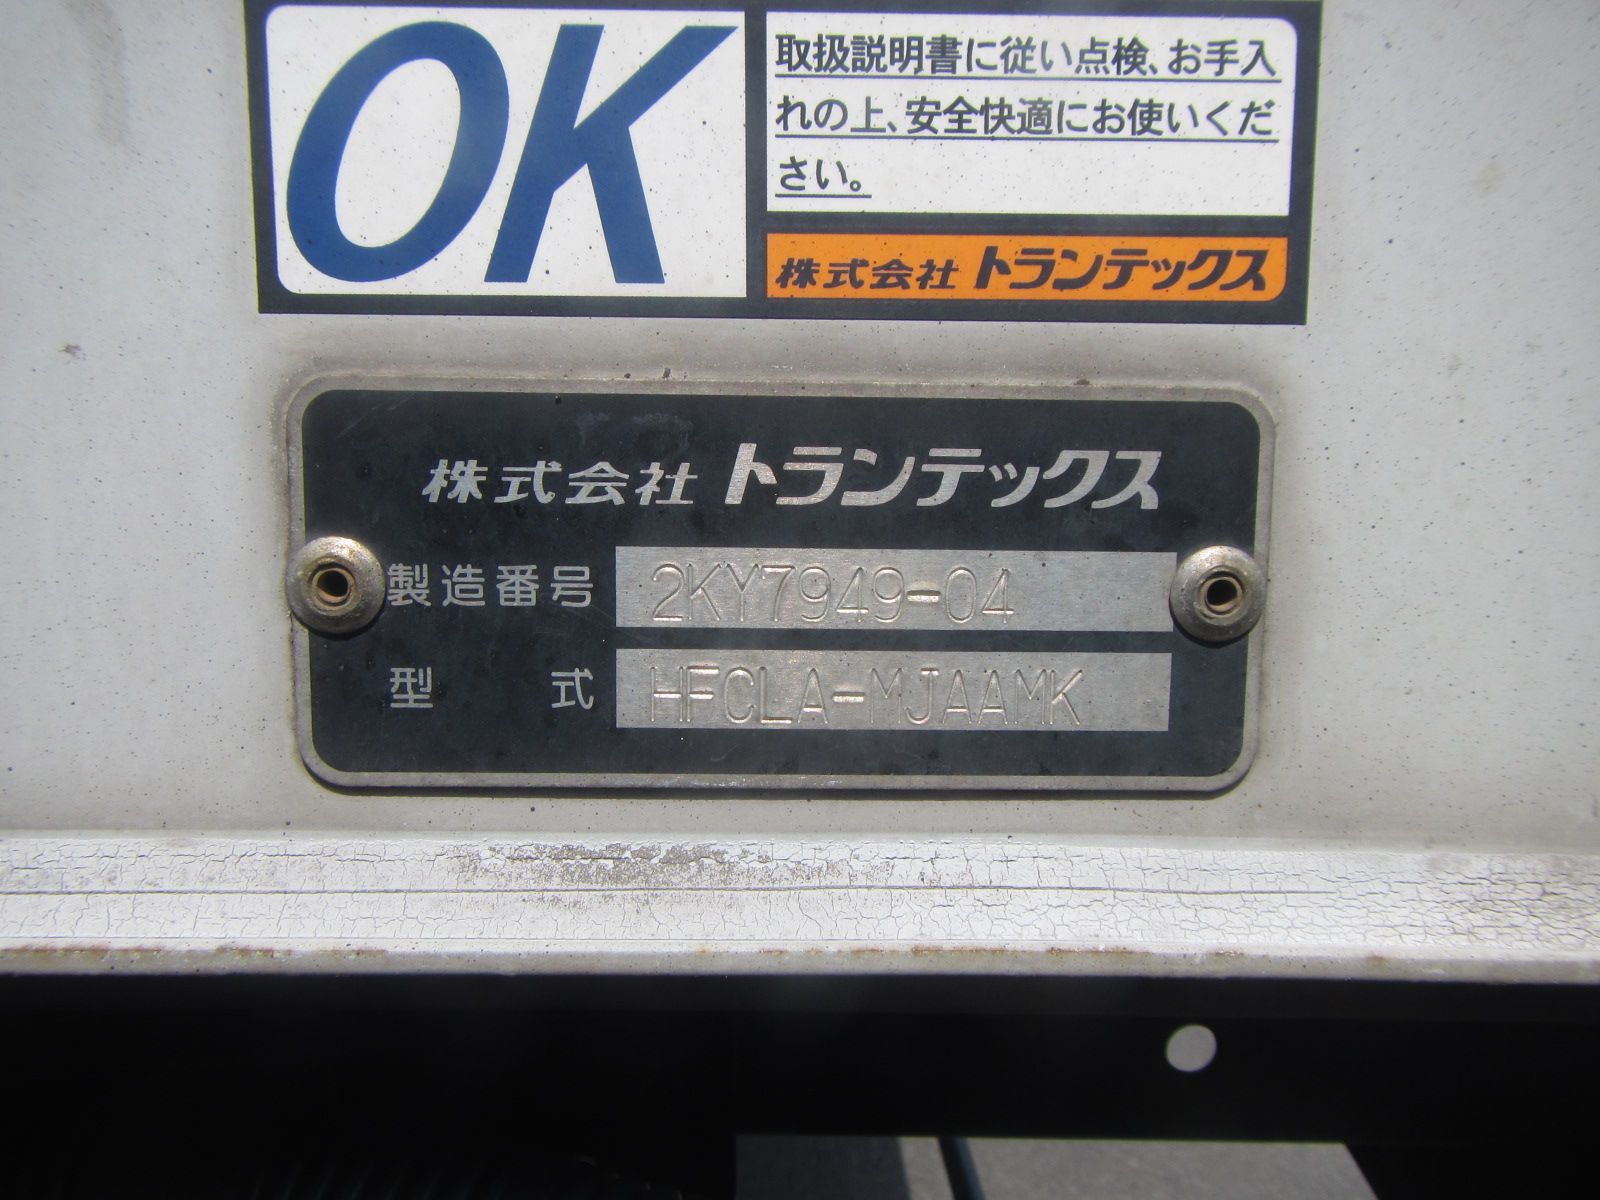 OK
取扱説明書に従い点検、お手入
れの上、安全快適にお使いくだ
さい。
株式会社 トランテックス
株式会社 トランテックス
製造番号 2KY7949-04
型式 HFCLA-MJAAMK